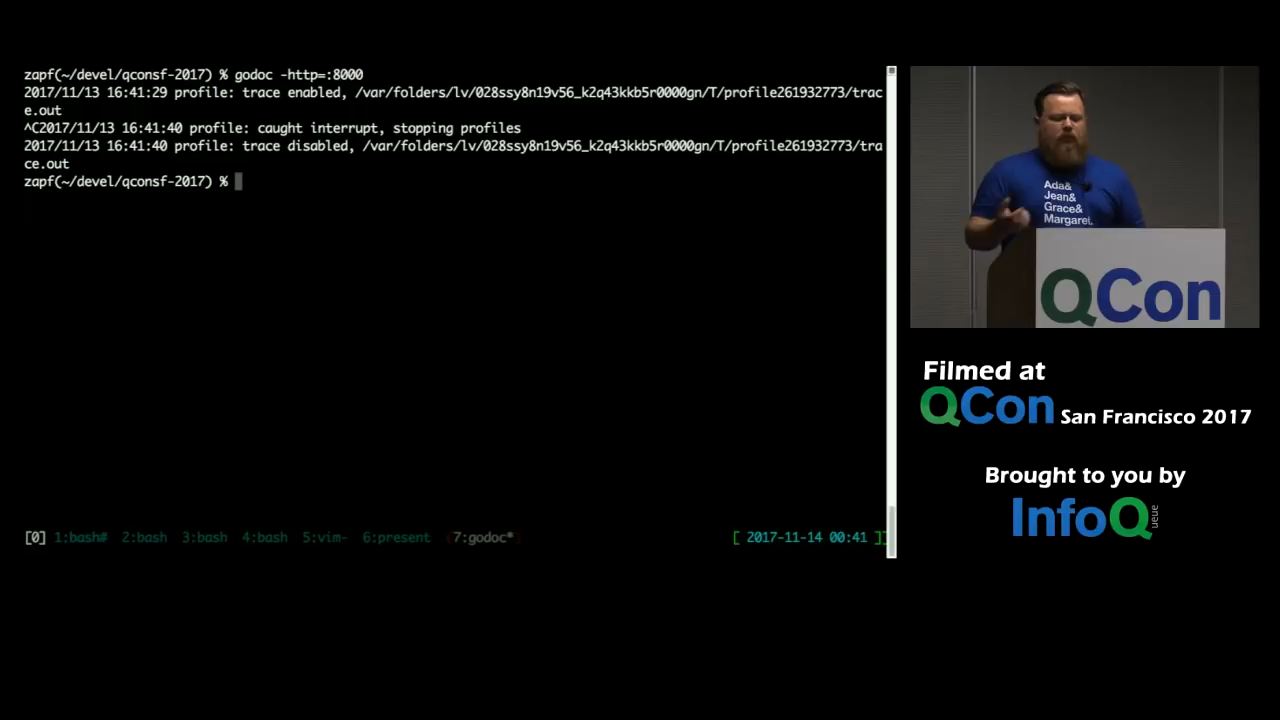 zapf(~/devel/qconsf-2017) % godoc -http=:8000
2017/11/13 16:41:29 profile: trace enabled, /var/folders/lv/028ssy8n19v56_k2q43kkb5r0000gn/T/profile261932773/trac
e.out
^C2017/11/13 16:41:40 profile: caught interrupt, stopping profiles
2017/11/13 16:41:40 profile: trace disabled, /var/folders/lv/028ssy8n19v56_k2q43kkb5r0000gn/T/profile261932773/tra
ce.out
zapf(~/devel/qconsf-2017) %
[0] 1:bash# 2:bash 3:bash 4:bash 5:vim- 6:present (7:godoc*)
[ 2017-11-14 00:41 ]
Ada&
Jean&
Grace&
Margaret.
QCon
Filmed at
QCon San Francisco 2017
Brought to you by
InfoQueue